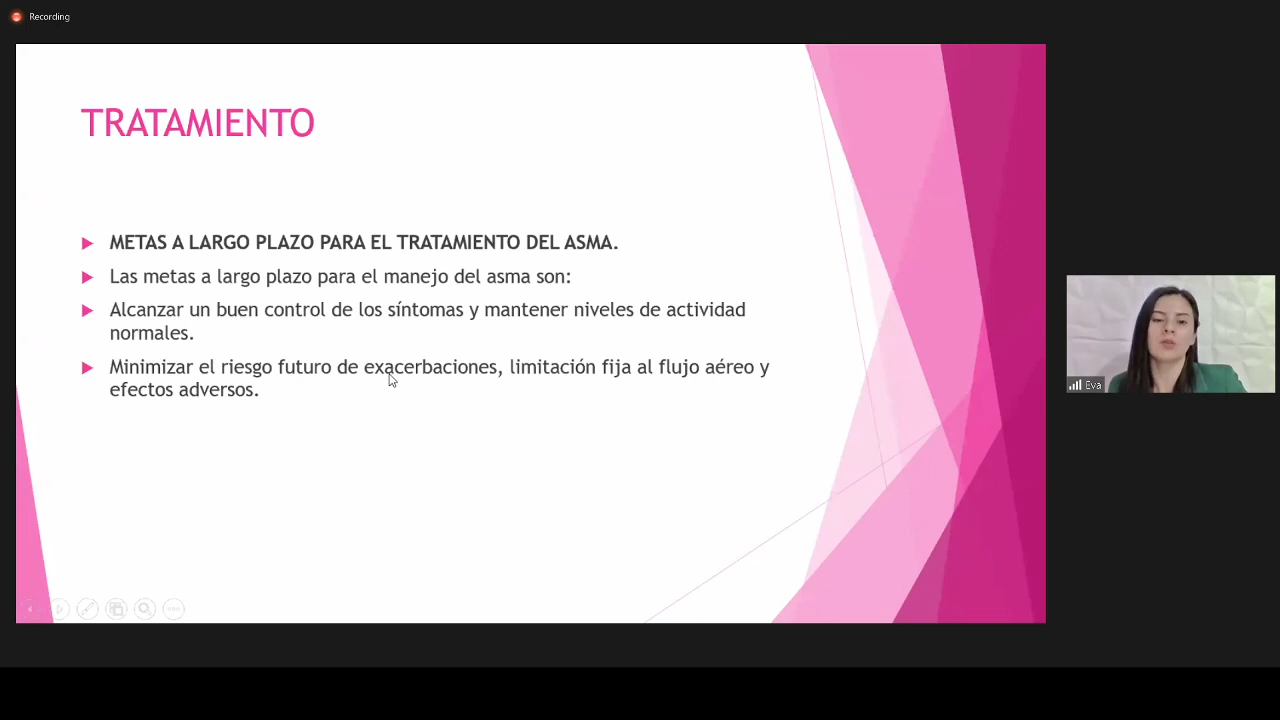 Recording
TRATAMIENTO
METAS A LARGO PLAZO PARA EL TRATAMIENTO DEL ASMA.
Las metas a largo plazo para el manejo del asma son:
Alcanzar un buen control de los síntomas y mantener niveles de actividad
normales.
Minimizar el riesgo futuro de exacerbaciones, limitación fija al flujo aéreo y
efectos adversos.
Eva